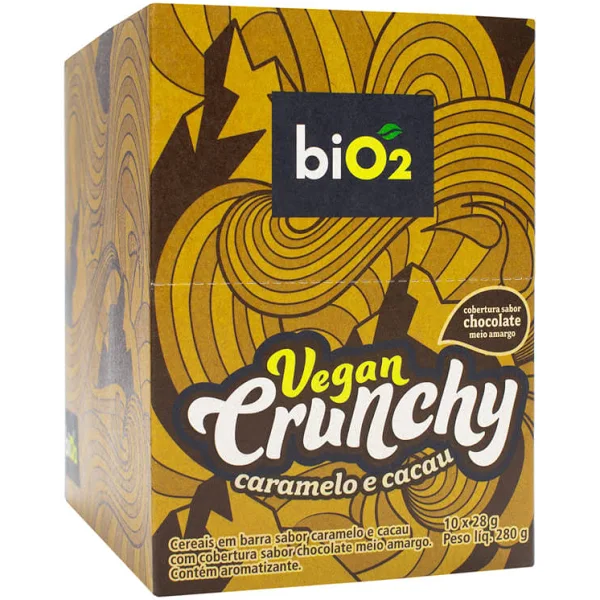 biO2
cobertura sabor
chocolate
meio amargo
Vegan
Crunchy
caramelo e cacau
Cereais em barra sabor caramelo e cacau
com cobertura sabor chocolate meio amargo.
Contém aromatizante.
10 x 28 g
Peso líq. 280 g
biO2